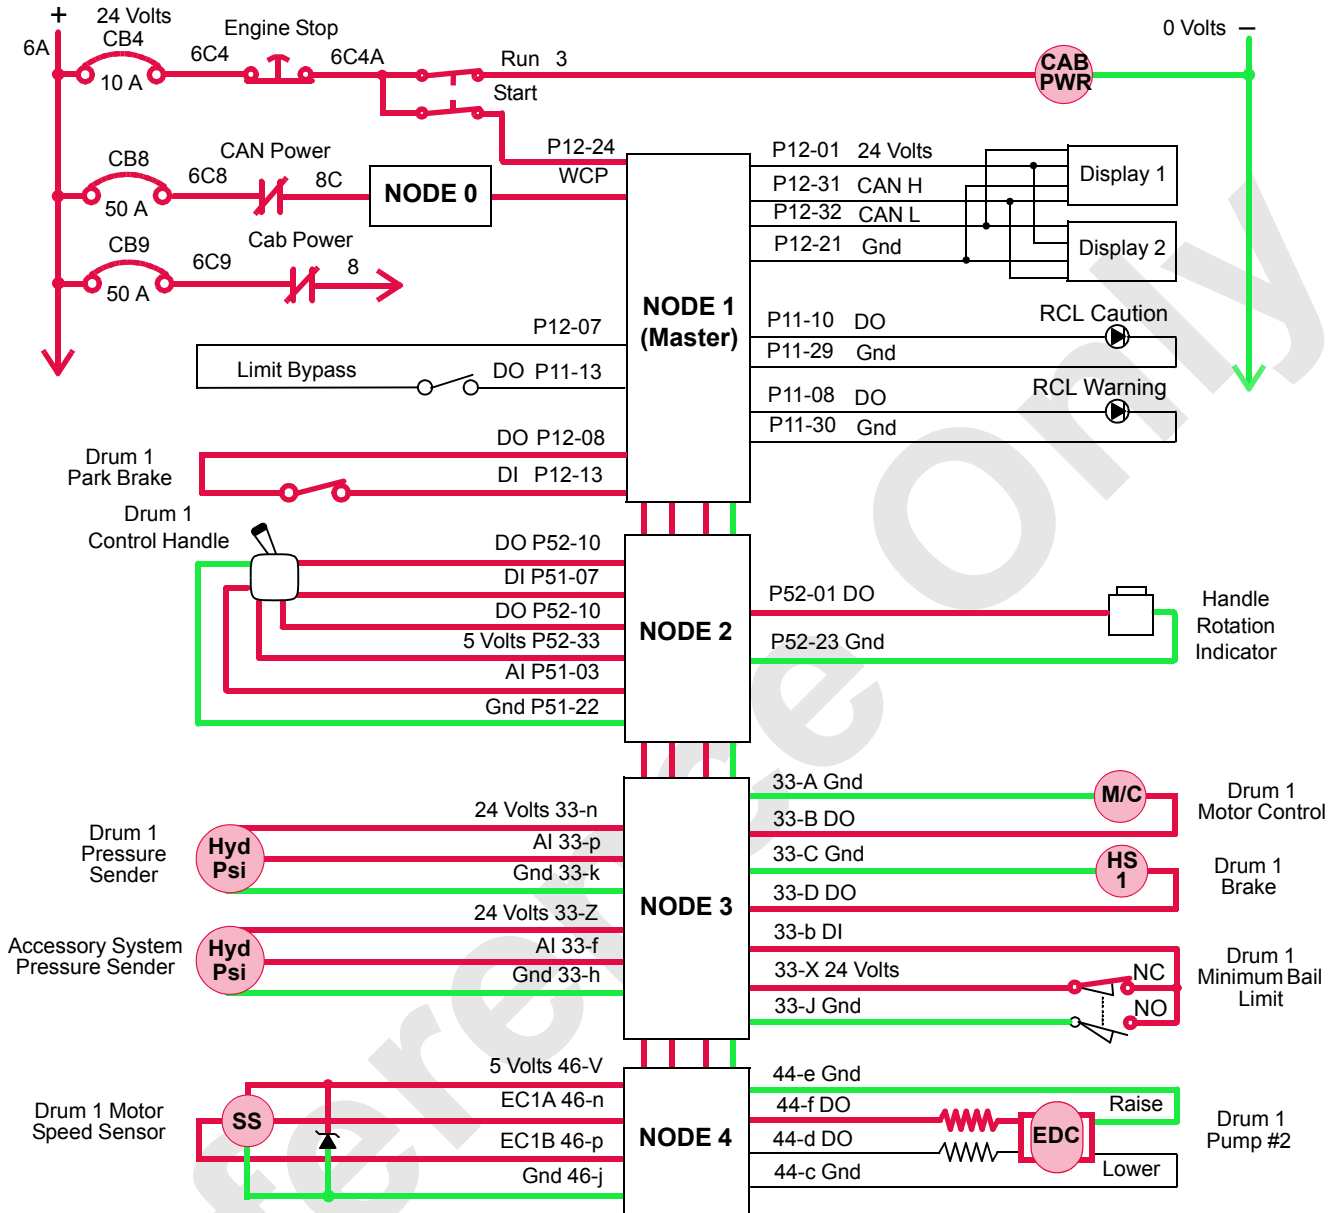 + 24 Volts
0 Volts −
6A
CB4
10 A
6C4
Engine Stop
6C4A
Run 3
Start
CAB
PWR
CB8
50 A
6C8
CAN Power
8C
NODE 0
P12-24
WCP
CB9
50 A
6C9
Cab Power
8
NODE 1
(Master)
P12-01 24 Volts
P12-31 CAN H
P12-32 CAN L
P12-21 Gnd
Display 1
Display 2
P12-07
Limit Bypass
DO P11-13
P11-10 DO
P11-29 Gnd
RCL Caution
P11-08 DO
P11-30 Gnd
RCL Warning
Drum 1
Park Brake
DO P12-08
DI P12-13
Drum 1
Control Handle
DO P52-10
DI P51-07
DO P52-10
5 Volts P52-33
AI P51-03
Gnd P51-22
NODE 2
P52-01 DO
P52-23 Gnd
Handle
Rotation
Indicator
Drum 1
Pressure
Sender
Hyd
Psi
24 Volts 33-n
AI 33-p
Gnd 33-k
Accessory System
Pressure Sender
Hyd
Psi
24 Volts 33-Z
AI 33-f
Gnd 33-h
NODE 3
33-A Gnd
33-B DO
M/C
Drum 1
Motor Control
33-C Gnd
33-D DO
HS
1
Drum 1
Brake
33-b DI
33-X 24 Volts
33-J Gnd
NC
NO
Drum 1
Minimum Bail
Limit
Drum 1 Motor
Speed Sensor
SS
5 Volts 46-V
EC1A 46-n
EC1B 46-p
Gnd 46-j
NODE 4
44-e Gnd
44-f DO
44-d DO
44-c Gnd
Raise
EDC
Lower
Drum 1
Pump #2
ference Only